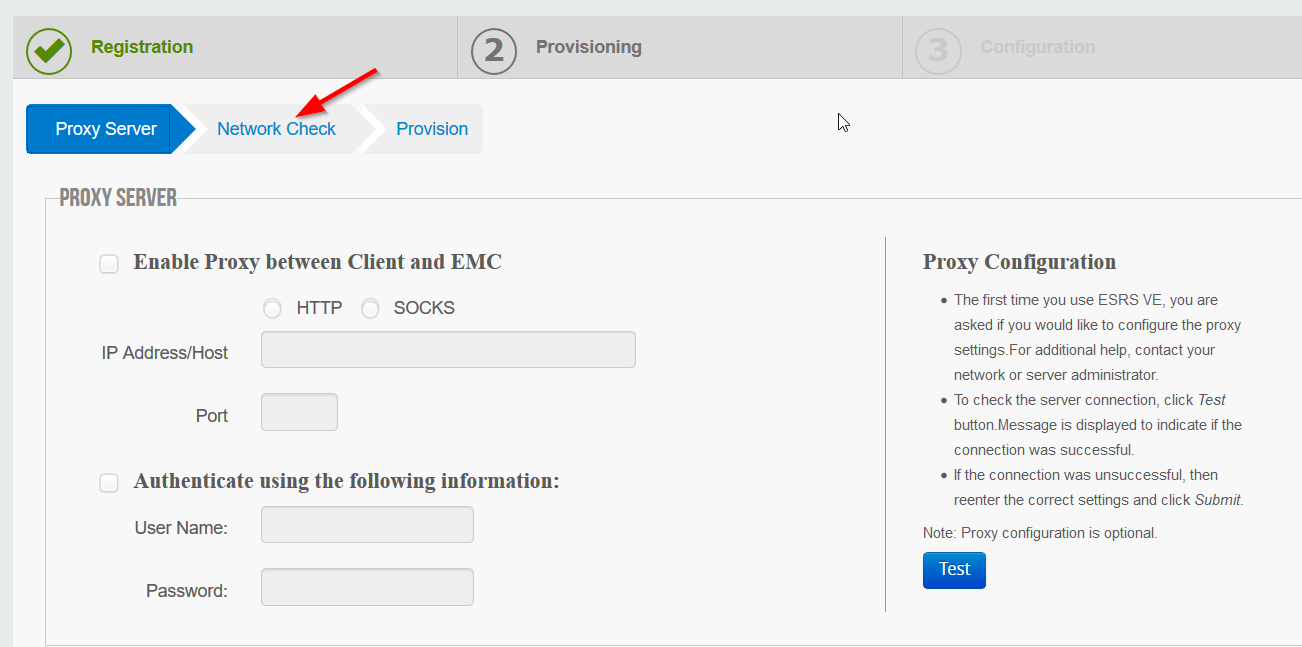 Registration
2 Provisioning
3 Configuration
Proxy Server
Network Check
Provision
PROXY SERVER
Enable Proxy between Client and EMC
HTTP SOCKS
IP Address/Host
Port
Authenticate using the following information:
User Name:
Password:
Proxy Configuration
The first time you use ESRS VE, you are
asked if you would like to configure the proxy
settings.For additional help, contact your
network or server administrator.
To check the server connection, click Test
button.Message is displayed to indicate if the
connection was successful.
If the connection was unsuccessful, then
reenter the correct settings and click Submit.
Note: Proxy configuration is optional.
Test